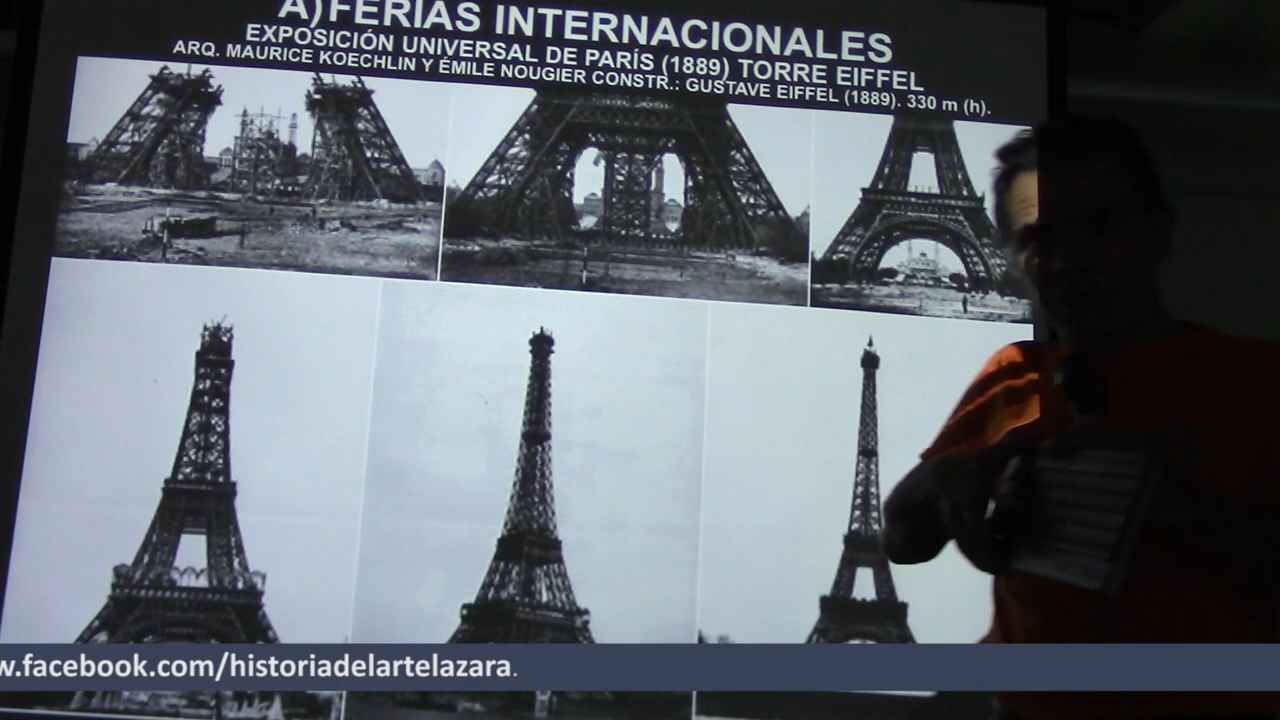 A) FERIAS INTERNACIONALES
EXPOSICIÓN UNIVERSAL DE PARÍS (1889) TORRE EIFFEL
ARQ. MAURICE KOECHLIN Y ÉMILE NOUGIER CONSTR.: GUSTAVE EIFFEL (1889). 330 m (h).
w.facebook.com/historiadelartelazara.